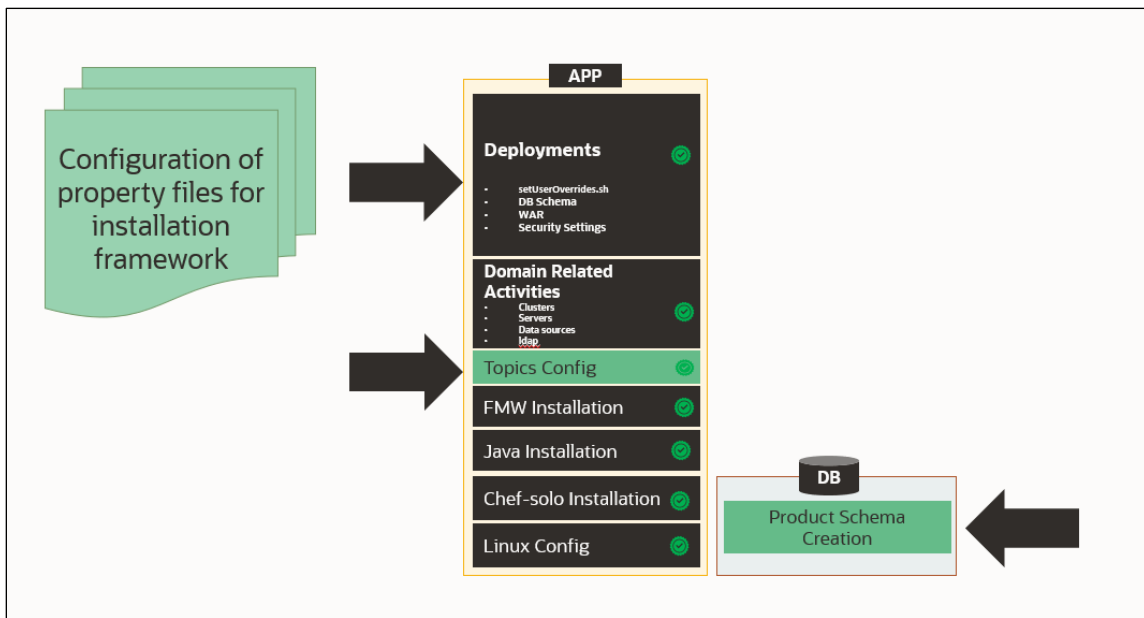 Configuration of
property files for
installation
framework
APP
Deployments
- setUserOverrides.sh
- DB Schema
- WAR
- Security Settings
Domain Related
Activities
- Clusters
- Servers
- Data sources
- ldap
Topics Config
FMW Installation
Java Installation
Chef-solo Installation
Linux Config
DB
Product Schema
Creation